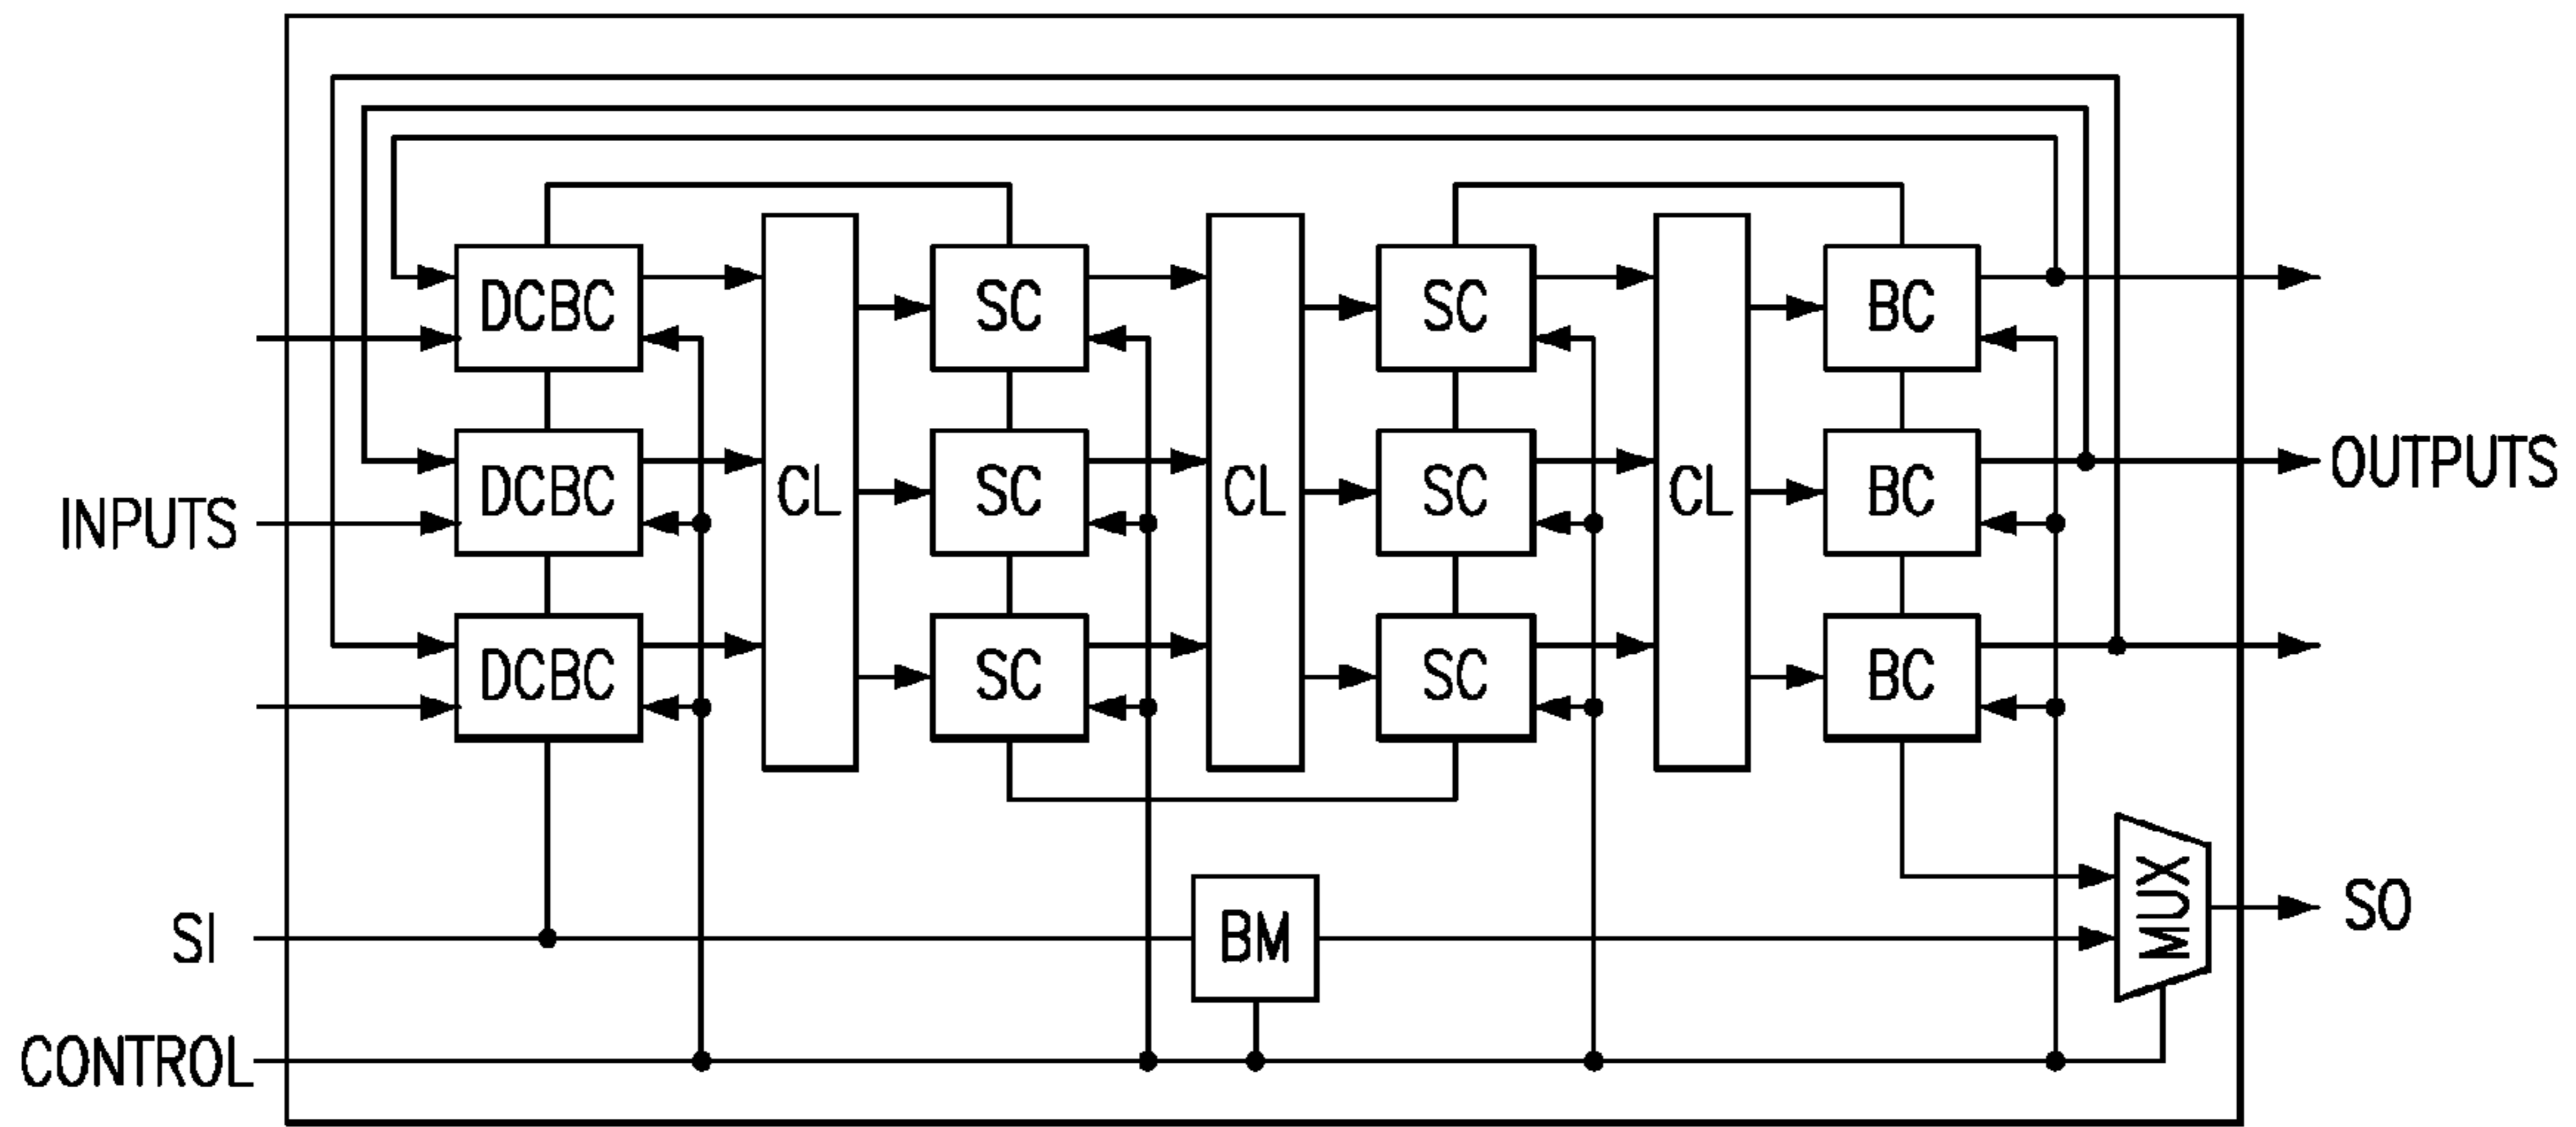 DCBC SC SC BC
DCBC CL SC CL SC CL BC OUTPUTS
INPUTS
DCBC SC SC BC
MUX
SI BM SO
CONTROL